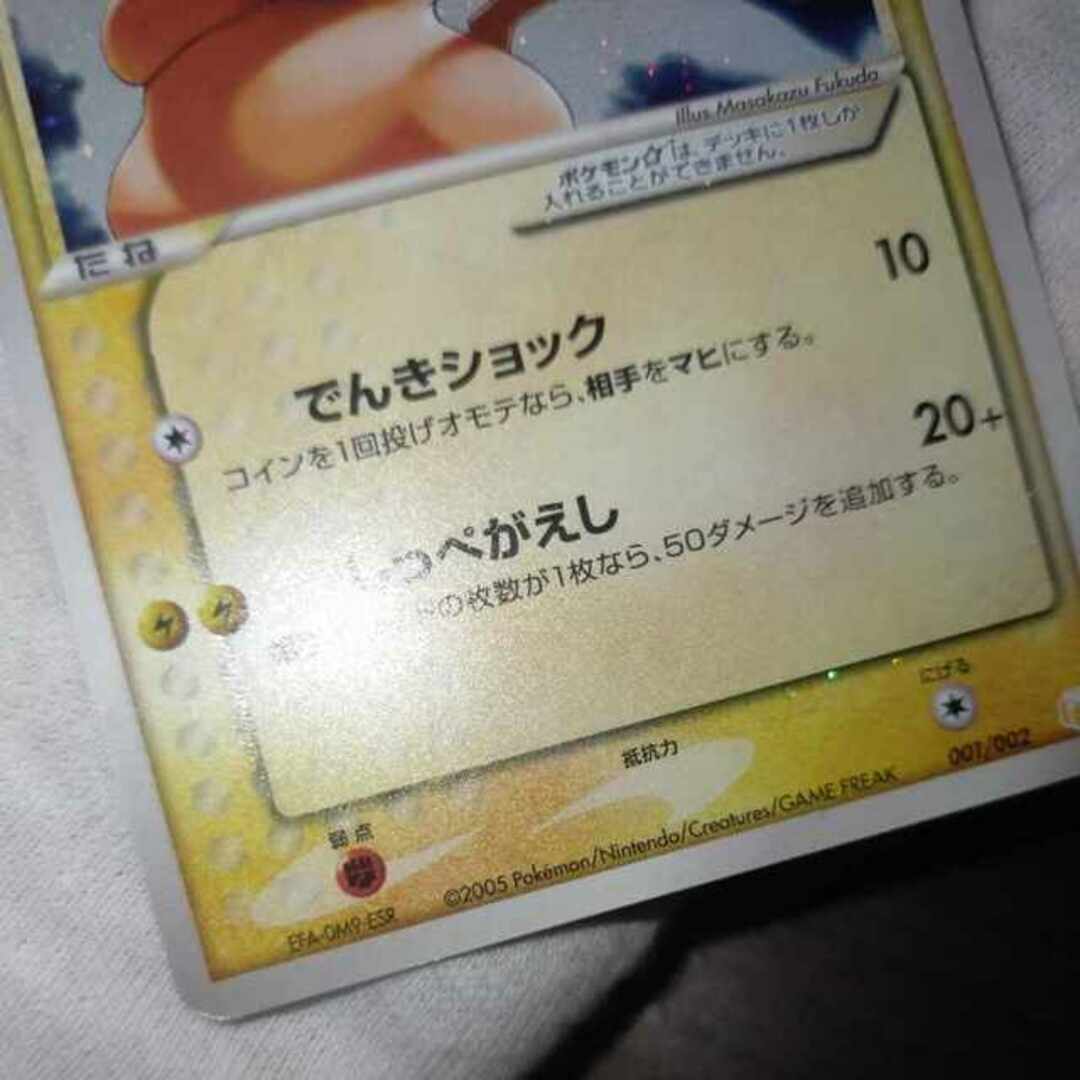 Illus. Masakazu Fukuda
ポケモン☆は、デッキに1枚しか
入れることができません。
たね
でんきショック 10
コインを1回投げオモテなら、相手をマヒにする。
しっぺがえし 20+
の枚数が1枚なら、50ダメージを追加する。
弱点
抵抗力
にげる
EFA-0M9-ESR
©2005 Pokémon/Nintendo/Creatures/GAME FREAK
001/002